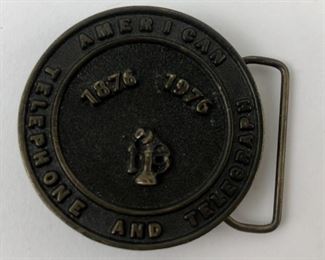 AMERICAN
TELEPHONE AND TELEGRAPH
1876 1976